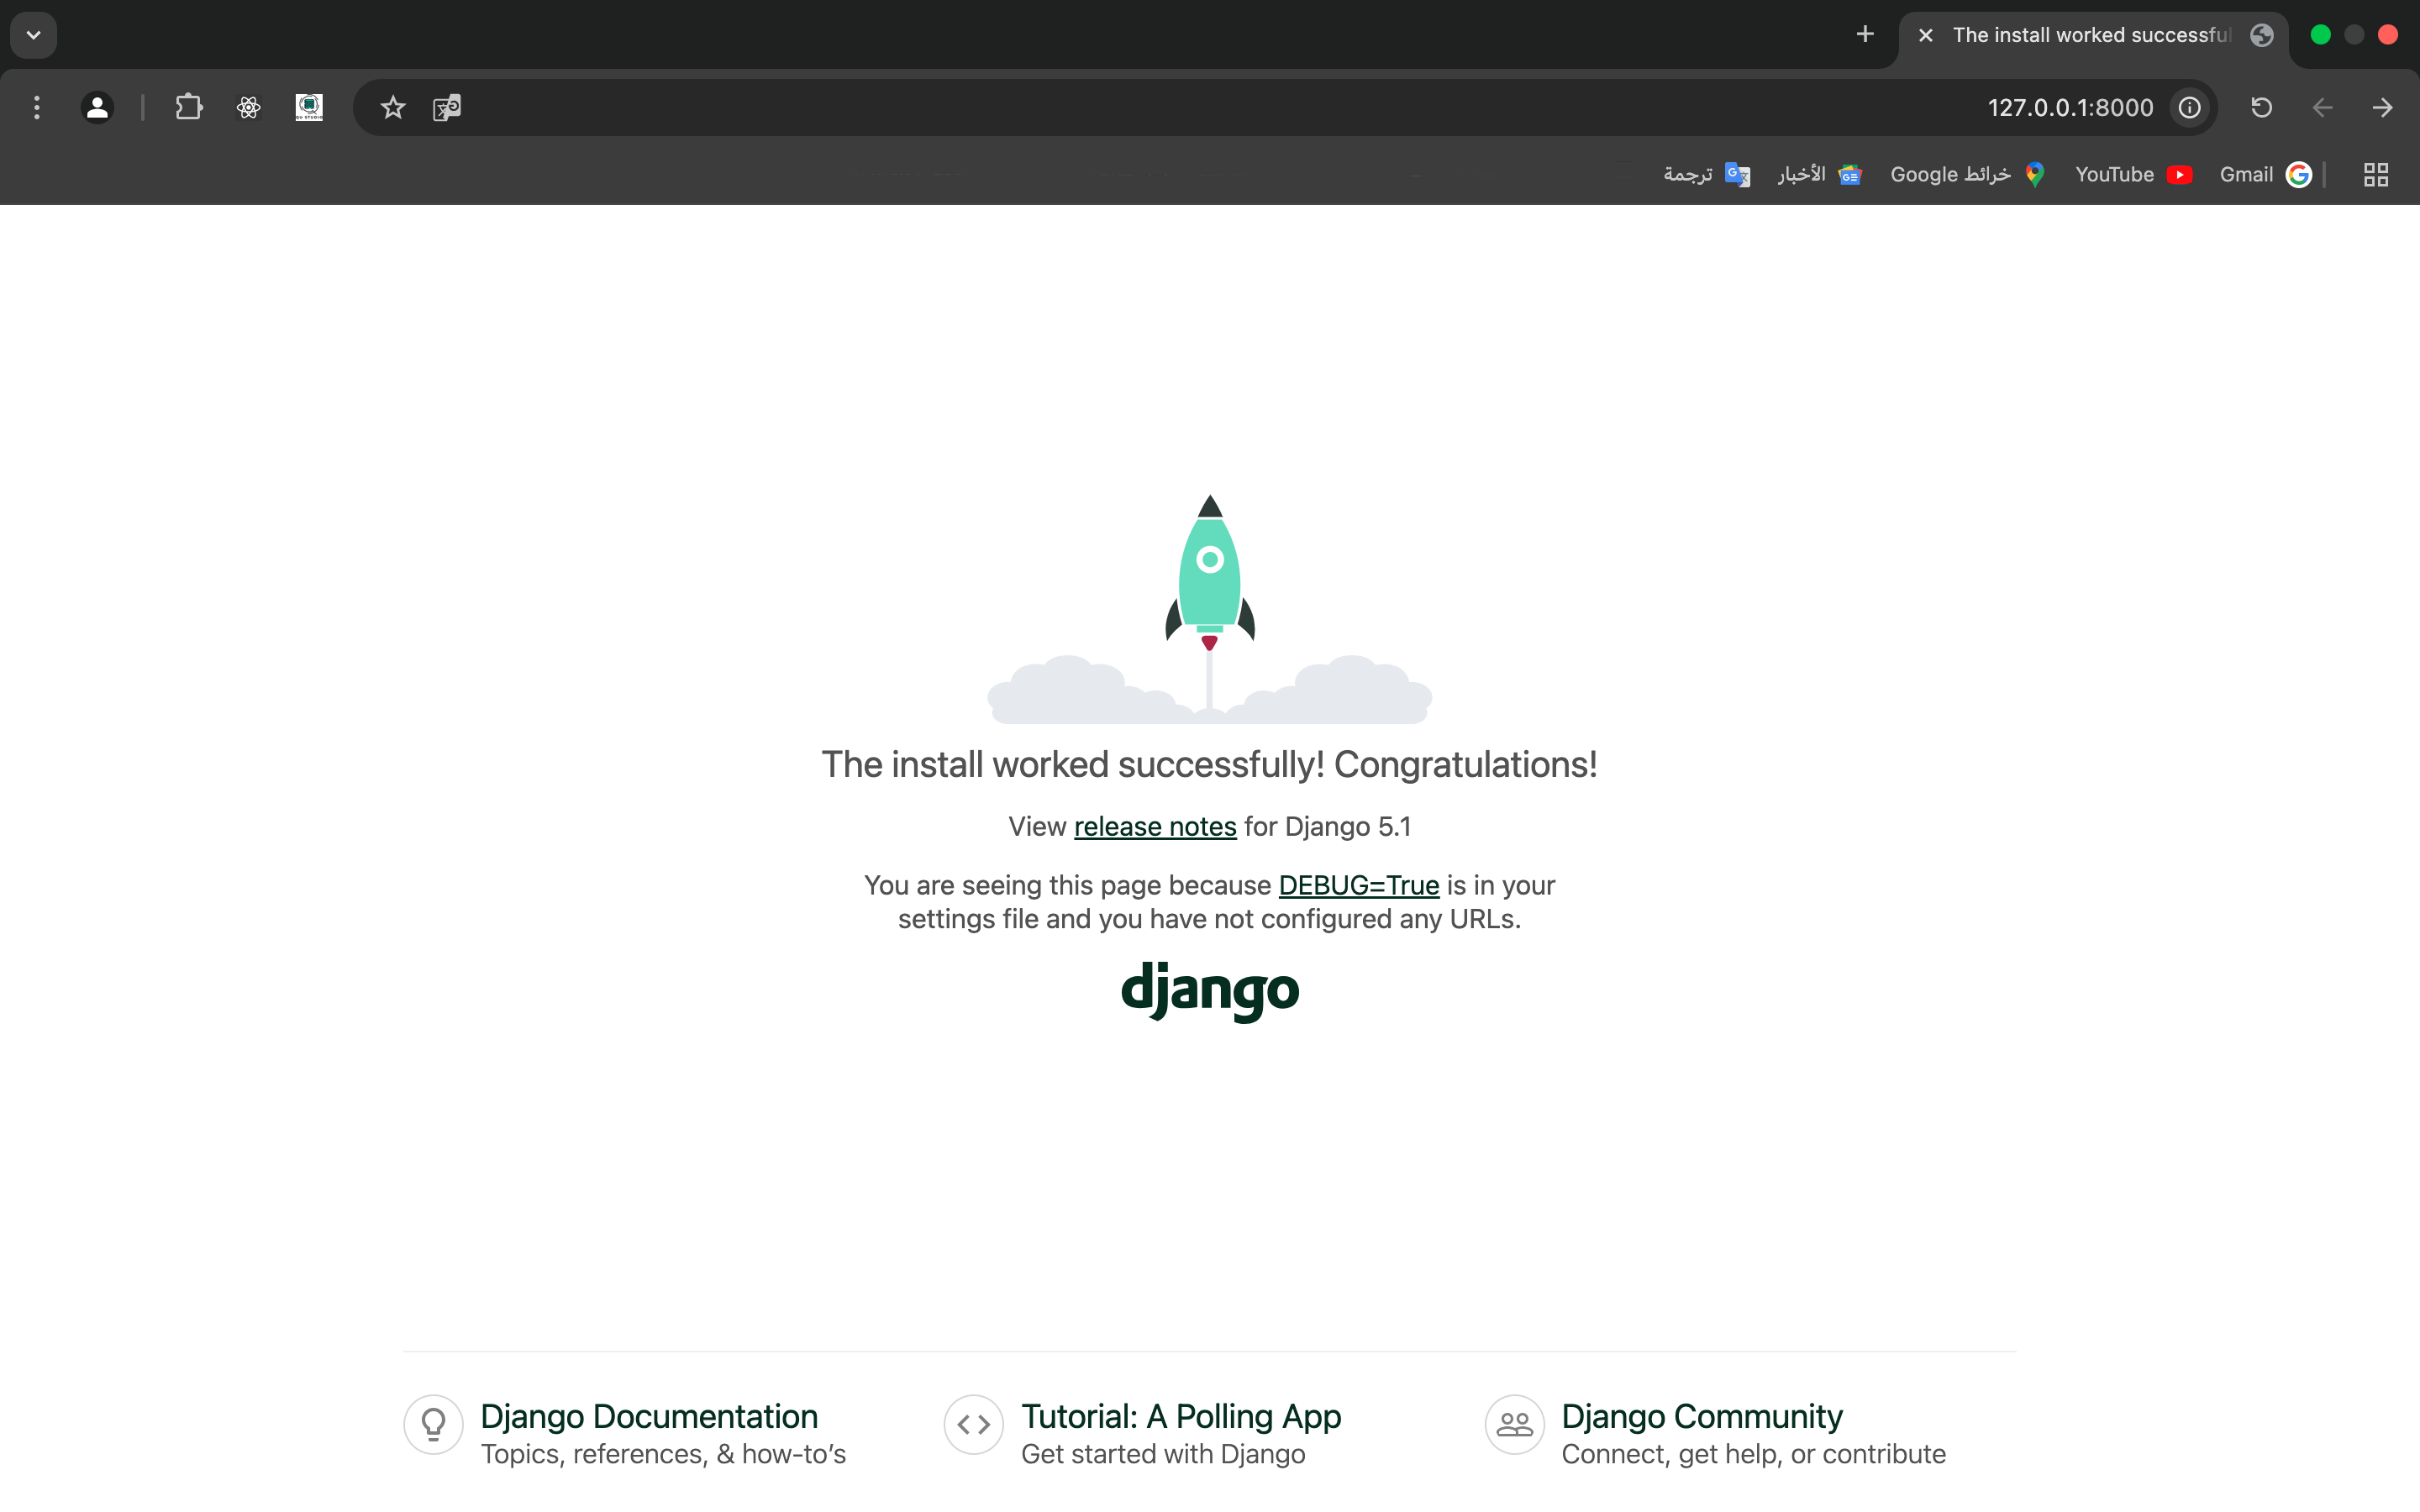 The install worked successful
127.0.0.1:8000
Gmail
YouTube
خرائط Google
الأخبار
ترجمة
The install worked successfully! Congratulations!
View release notes for Django 5.1
You are seeing this page because DEBUG=True is in your
settings file and you have not configured any URLs.
django
Django Documentation
Topics, references, & how-to’s
Tutorial: A Polling App
Get started with Django
Django Community
Connect, get help, or contribute